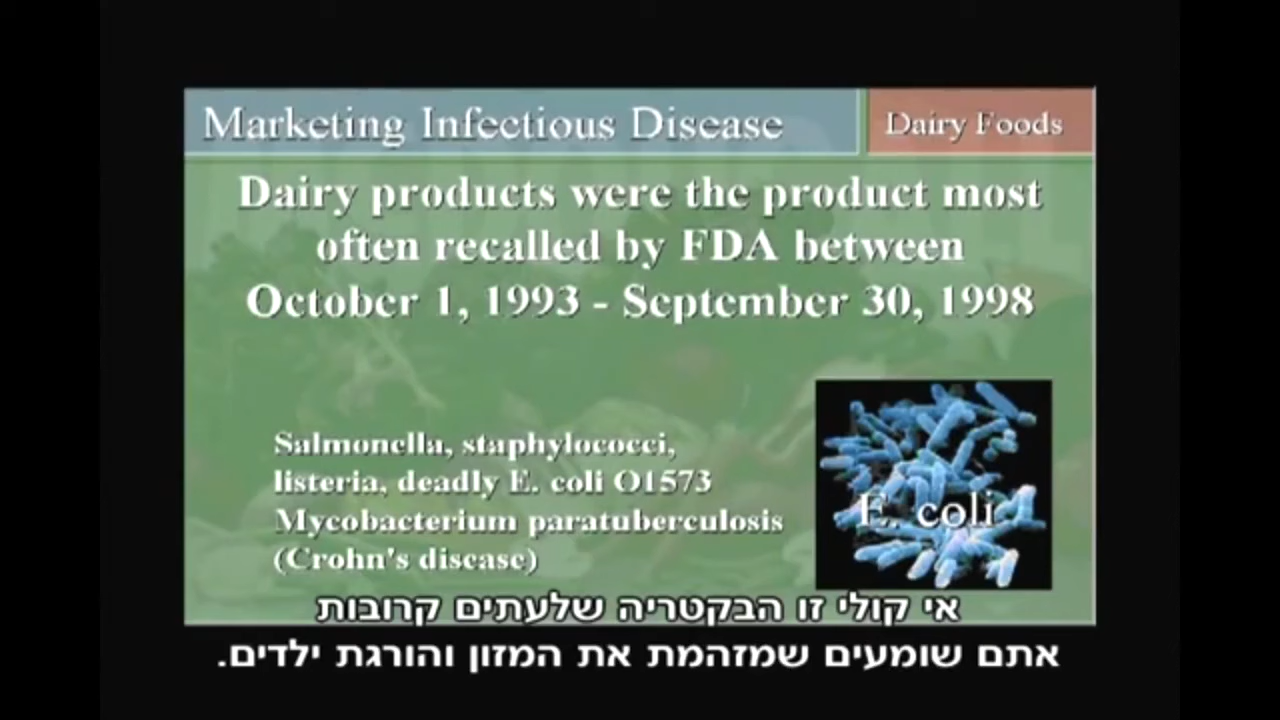 Marketing Infectious Disease
Dairy Foods
Dairy products were the product most
often recalled by FDA between
October 1, 1993 - September 30, 1998
Salmonella, staphylococci,
listeria, deadly E. coli O1573
Mycobacterium paratuberculosis
(Crohn's disease)
E. coli
אי קולי זו הבקטריה שלעתים קרובות
אתם שומעים שמזהמת את המזון והורגת ילדים.